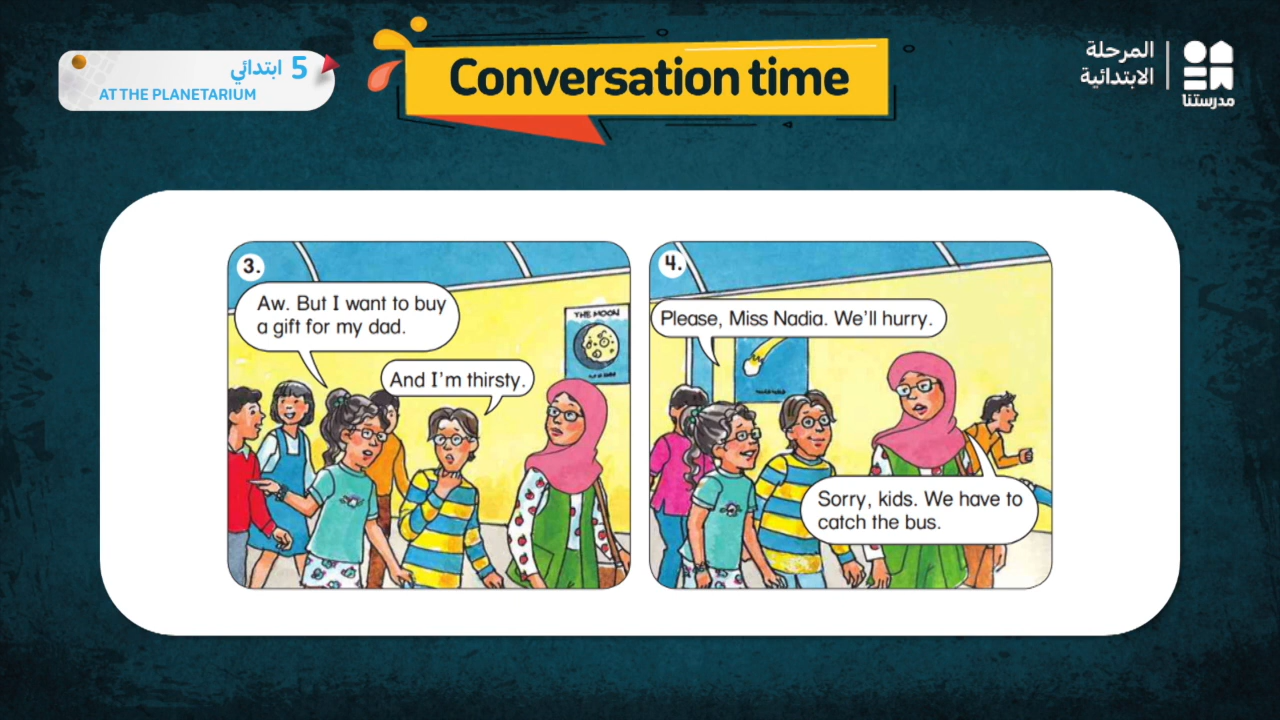 5 ابتدائي
AT THE PLANETARIUM
Conversation time
المرحلة
الابتدائية
مدرستنا
3.
Aw. But I want to buy
a gift for my dad.
And I'm thirsty.
THE MOON
4.
Please, Miss Nadia. We'll hurry.
Sorry, kids. We have to
catch the bus.